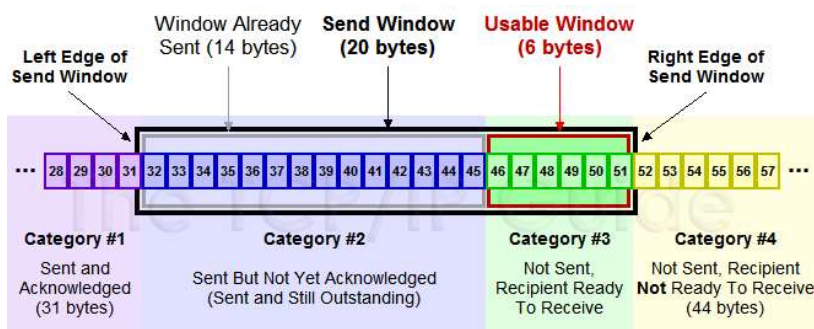 Window Already
Sent (14 bytes)
Send Window
(20 bytes)
Usable Window
(6 bytes)
Left Edge of
Send Window
Right Edge of
Send Window
... 28 29 30 31 32 33 34 35 36 37 38 39 40 41 42 43 44 45 46 47 48 49 50 51 52 53 54 55 56 57 ...
The TCP/IP Guide
Category #1
Sent and
Acknowledged
(31 bytes)
Category #2
Sent But Not Yet Acknowledged
(Sent and Still Outstanding)
Category #3
Not Sent,
Recipient Ready
To Receive
Category #4
Not Sent, Recipient
Not Ready To Receive
(44 bytes)